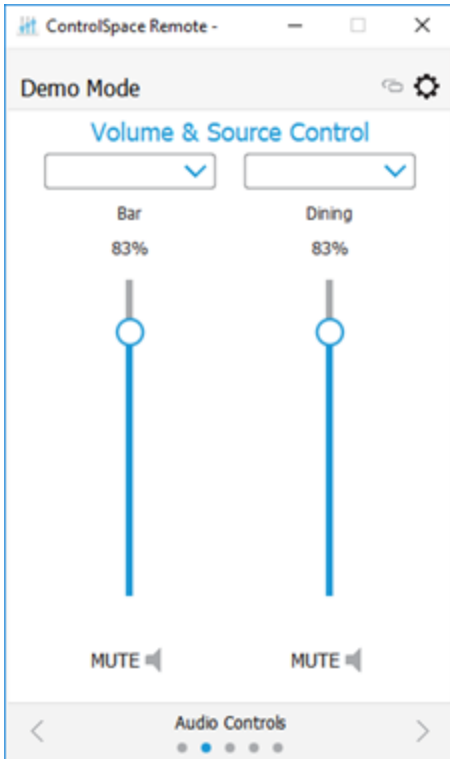 ControlSpace Remote -
Demo Mode
Volume & Source Control
Bar Dining
83% 83%
MUTE MUTE
Audio Controls